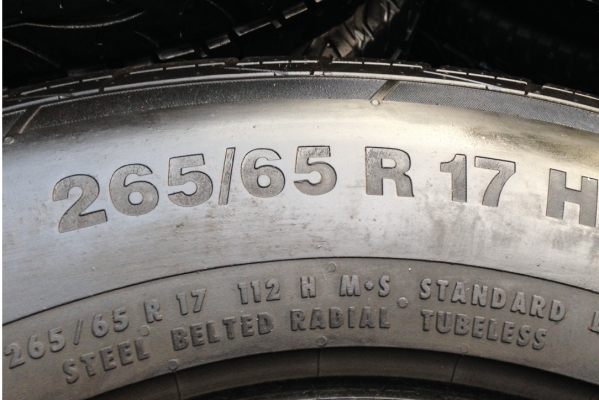 265/65 R 17 H
265/65 R 17 112 H M•S STANDARD L
STEEL BELTED RADIAL TUBELESS